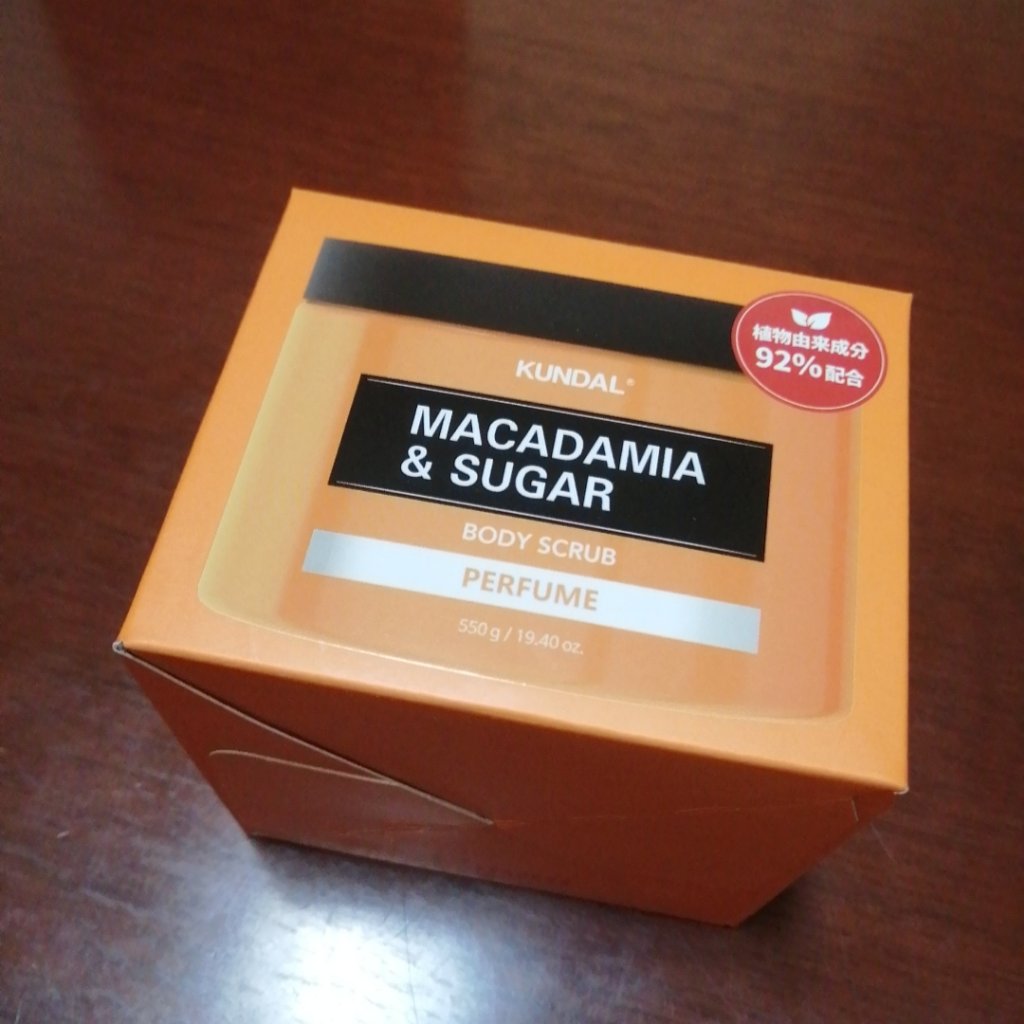 植物由来成分
92%配合
KUNDAL®
MACADAMIA
& SUGAR
BODY SCRUB
PERFUME
550 g / 19.40 oz.